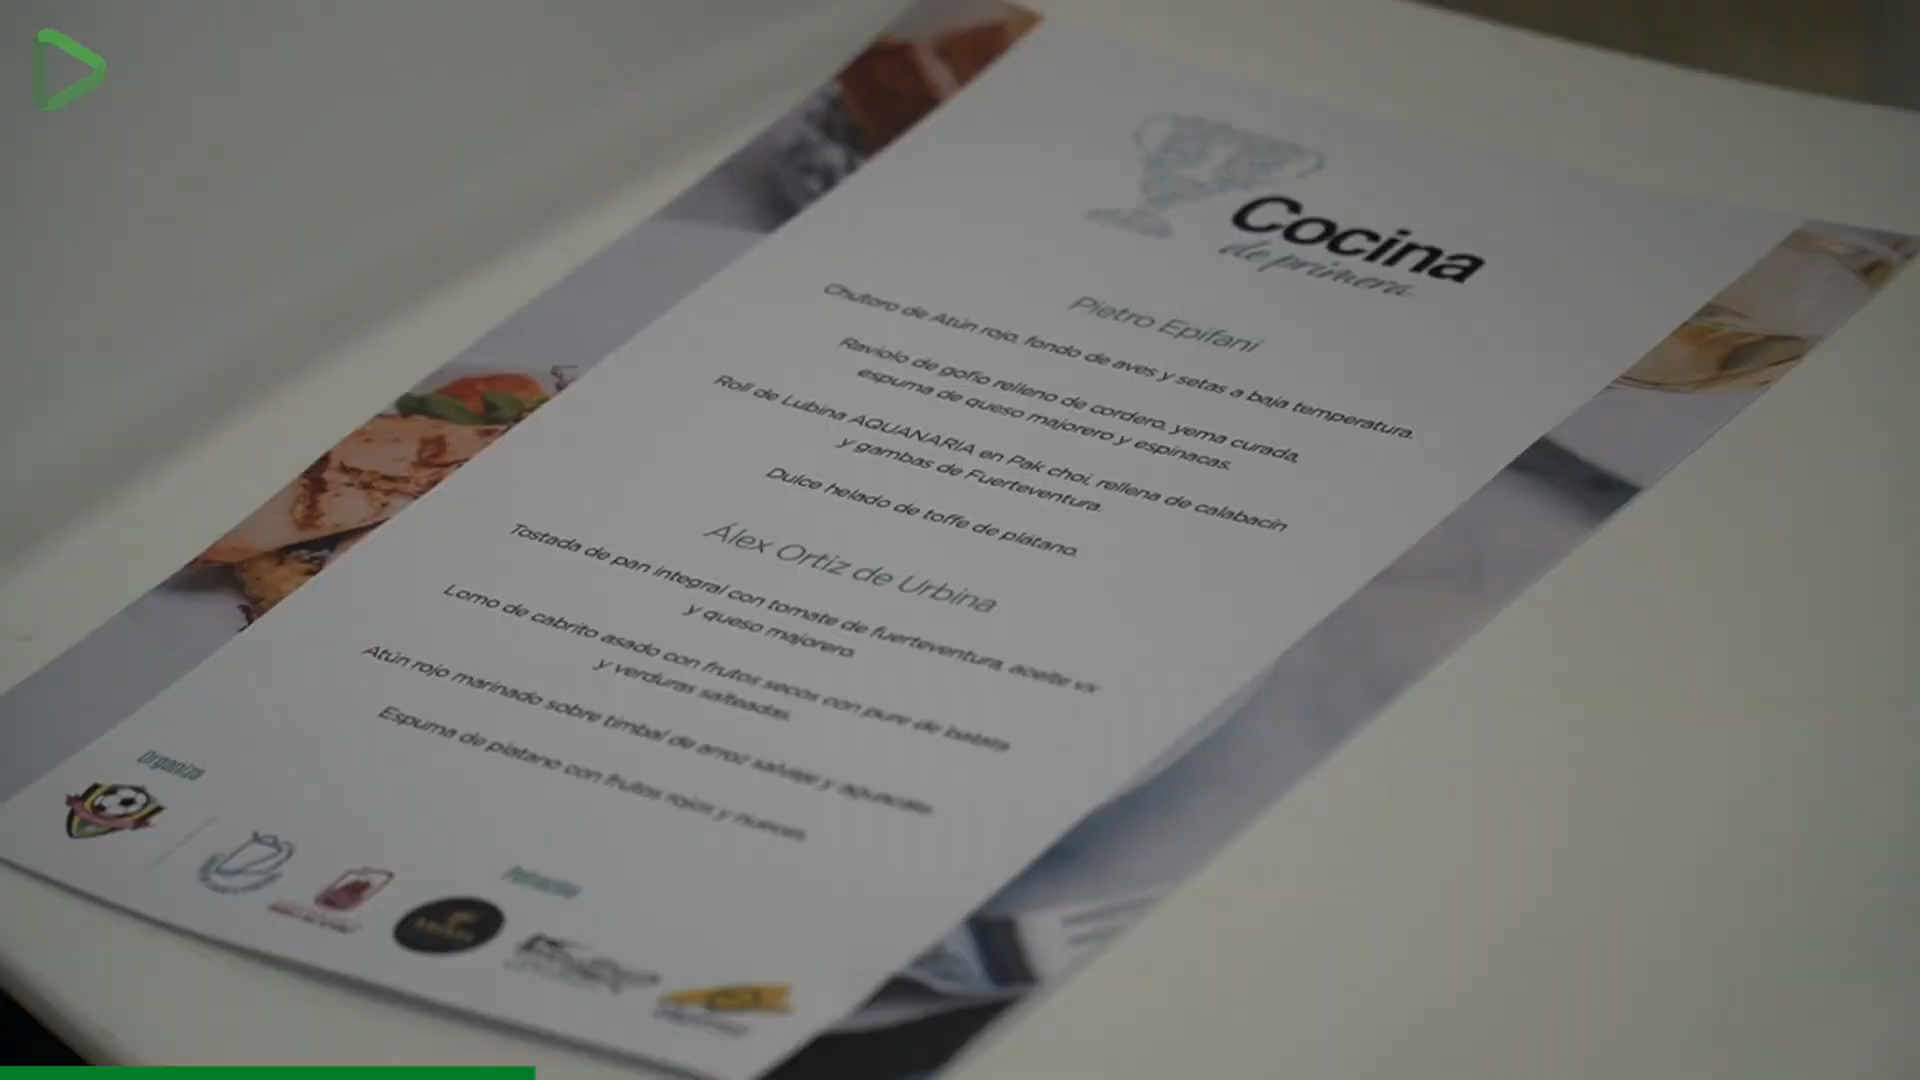 Cocina
de primera
Pietro Epifani
Chutoro de Atún rojo, fondo de aves y setas a baja temperatura.
Raviolo de gofio relleno de cordero, yema curada,
espuma de queso majorero y espinacas.
Roll de Lubina AQUANARIA en Pak choi, rellena de calabacin
y gambas de Fuerteventura.
Dulce helado de toffe de plátano.
Álex Ortiz de Urbina
Tostada de pan integral con tomate de fuerteventura, aceite vx
y queso majorero.
Lomo de cabrito asado con frutos secos con pure de batata
y verduras salteadas.
Atún rojo marinado sobre timbal de arroz salvaje y aguacate
Espuma de platano con frutos rojos y nueces.
Organiza